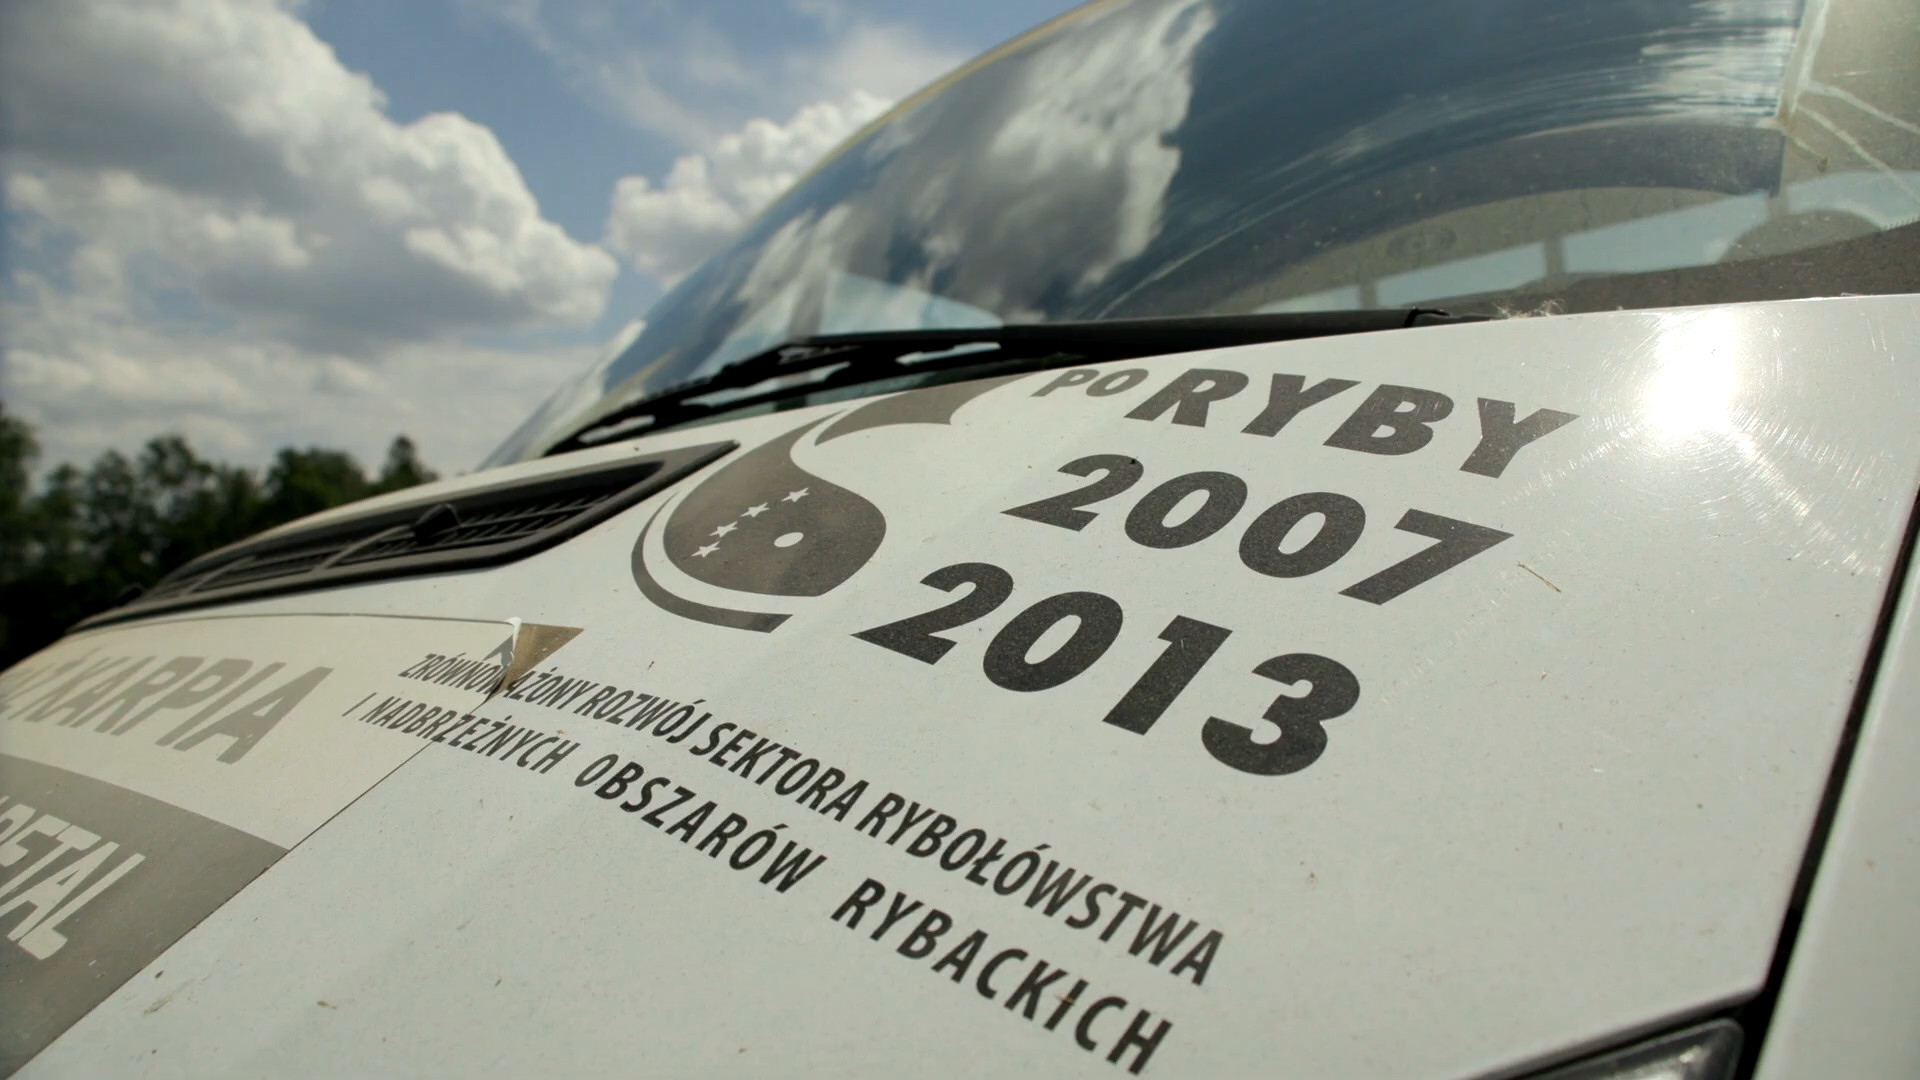 PO RYBY
2007
2013
ZRÓWNOWAŻONY ROZWÓJ SEKTORA RYBOŁÓWSTWA
I NADBRZEŻNYCH OBSZARÓW RYBACKICH
KARPIA